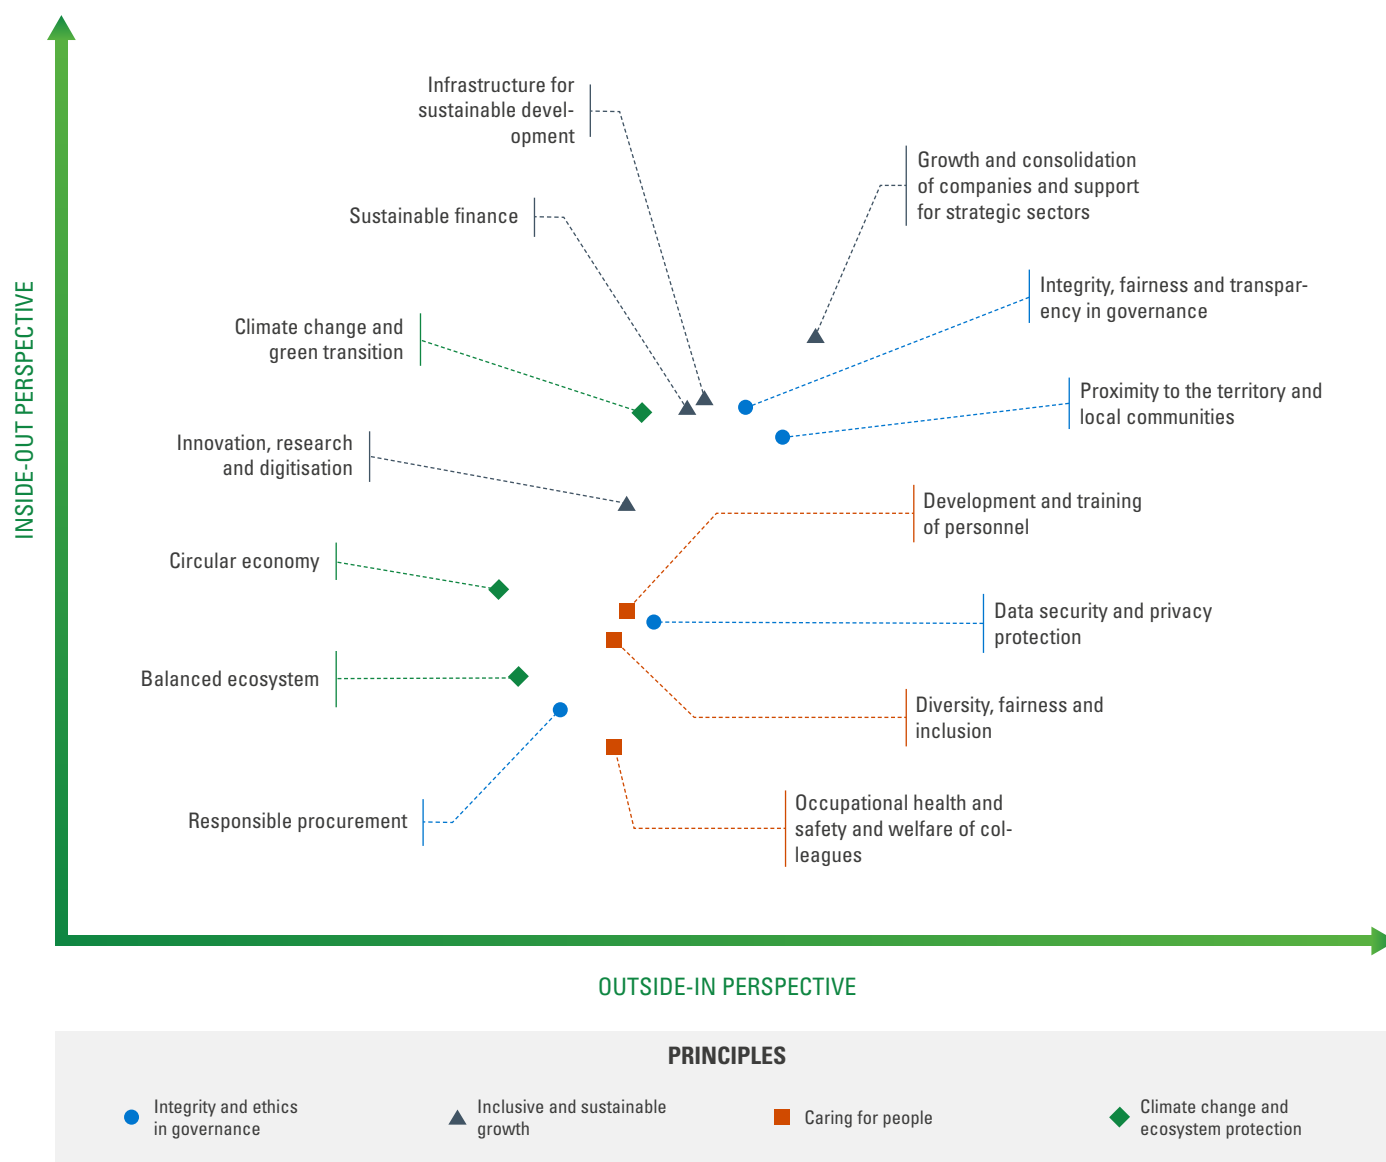 Infrastructure for
sustainable devel-
opment
Growth and consolidation
of companies and support
for strategic sectors
Sustainable finance
Integrity, fairness and transpar-
ency in governance
Climate change and
green transition
Proximity to the territory and
local communities
Innovation, research
and digitisation
Development and training
of personnel
Circular economy
Data security and privacy
protection
Balanced ecosystem
Diversity, fairness and
inclusion
Responsible procurement
Occupational health and
safety and welfare of col-
leagues
INSIDE-OUT PERSPECTIVE
OUTSIDE-IN PERSPECTIVE
PRINCIPLES
Integrity and ethics
in governance
Inclusive and sustainable
growth
Caring for people
Climate change and
ecosystem protection